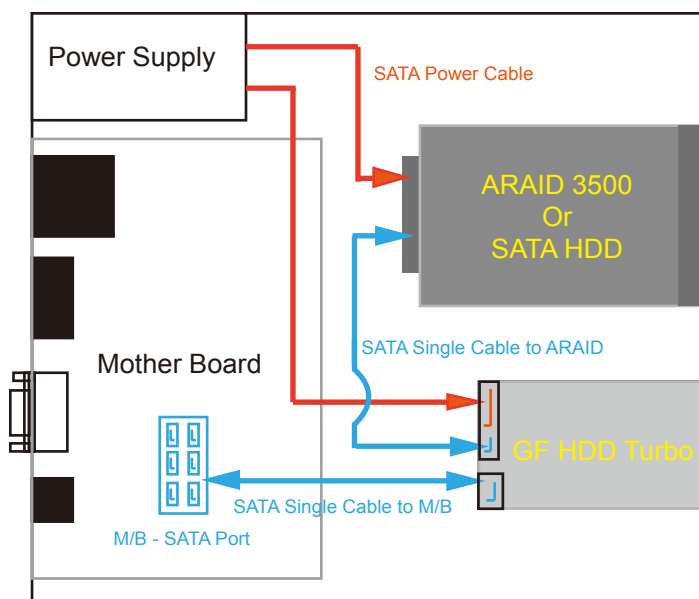 Power Supply
SATA Power Cable
ARAID 3500
Or
SATA HDD
SATA Single Cable to ARAID
Mother Board
GF HDD Turbo
SATA Single Cable to M/B
M/B - SATA Port